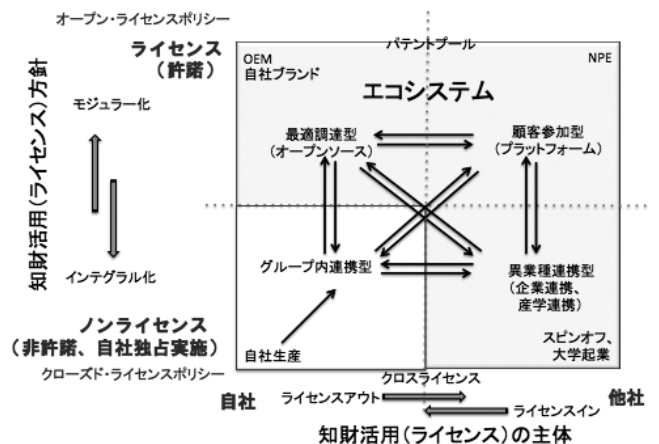 オープン・ライセンスポリシー
ライセンス
(許諾)
知財活用(ライセンス)方針
モジュラー化
インテグラル化
ノンライセンス
(非許諾、自社独占実施)
クローズド・ライセンスポリシー
パテントプール
OEM
自社ブランド
NPE
エコシステム
最適調達型
(オープンソース)
顧客参加型
(プラットフォーム)
グループ内連携型
異業種連携型
(企業連携、
産学連携)
自社生産
スピンオフ、
大学起業
自社
クロスライセンス
ライセンスアウト
他社
ライセンスイン
知財活用(ライセンス)の主体